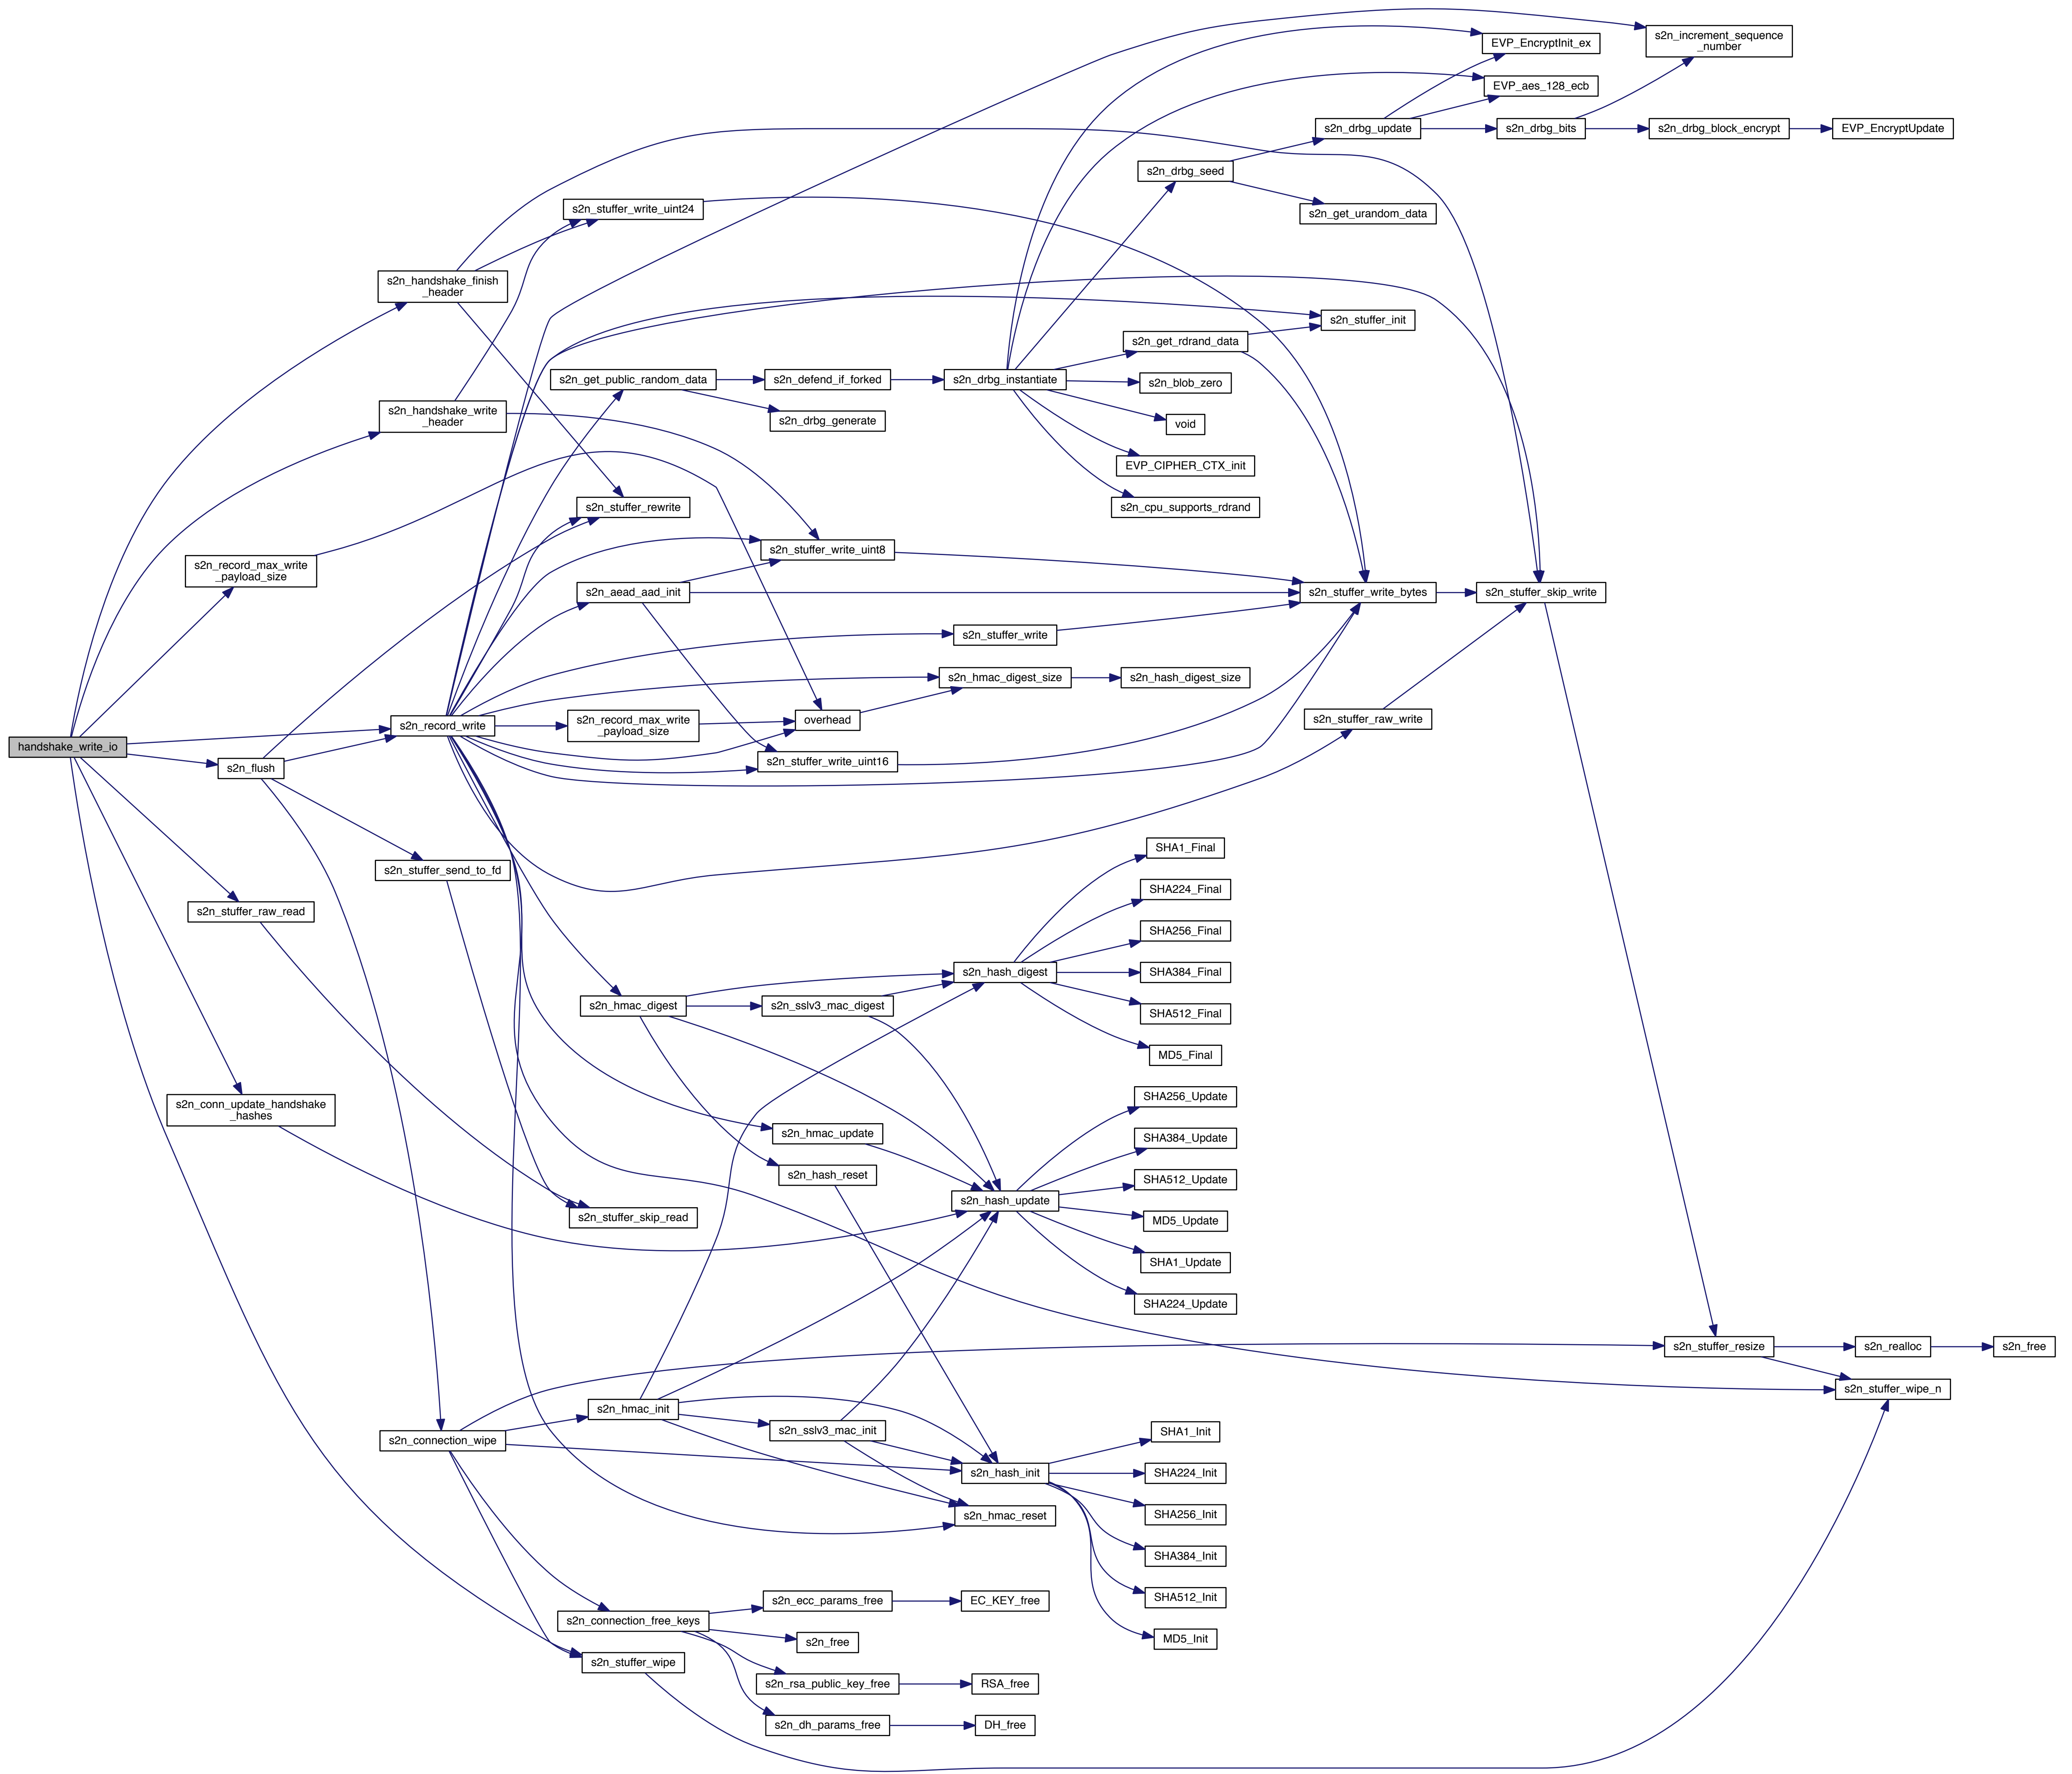 handshake_write_io
s2n_handshake_finish
_header
s2n_handshake_write
_header
s2n_record_max_write
_payload_size
s2n_flush
s2n_stuffer_raw_read
s2n_conn_update_handshake
_hashes
s2n_record_write
s2n_stuffer_send_to_fd
s2n_connection_wipe
s2n_stuffer_write_uint24
s2n_get_public_random_data
s2n_stuffer_rewrite
s2n_aead_aad_init
s2n_record_max_write
_payload_size
s2n_hmac_digest
s2n_stuffer_skip_read
s2n_hmac_init
s2n_connection_free_keys
s2n_stuffer_wipe
s2n_defend_if_forked
s2n_drbg_generate
s2n_stuffer_write_uint8
overhead
s2n_stuffer_write_uint16
s2n_sslv3_mac_digest
s2n_hmac_update
s2n_hash_reset
s2n_sslv3_mac_init
s2n_ecc_params_free
s2n_free
s2n_rsa_public_key_free
s2n_dh_params_free
s2n_drbg_instantiate
s2n_stuffer_write
s2n_hmac_digest_size
s2n_hash_digest
s2n_hash_update
s2n_hash_init
s2n_hmac_reset
EC_KEY_free
RSA_free
DH_free
s2n_drbg_seed
s2n_get_rdrand_data
s2n_blob_zero
void
EVP_CIPHER_CTX_init
s2n_cpu_supports_rdrand
s2n_hash_digest_size
SHA1_Final
SHA224_Final
SHA256_Final
SHA384_Final
SHA512_Final
MD5_Final
SHA256_Update
SHA384_Update
SHA512_Update
MD5_Update
SHA1_Update
SHA224_Update
SHA1_Init
SHA224_Init
SHA256_Init
SHA384_Init
SHA512_Init
MD5_Init
s2n_drbg_update
s2n_get_urandom_data
s2n_stuffer_init
s2n_stuffer_write_bytes
s2n_stuffer_raw_write
EVP_EncryptInit_ex
EVP_aes_128_ecb
s2n_drbg_bits
s2n_stuffer_skip_write
s2n_increment_sequence
_number
s2n_drbg_block_encrypt
s2n_stuffer_resize
EVP_EncryptUpdate
s2n_realloc
s2n_stuffer_wipe_n
s2n_free